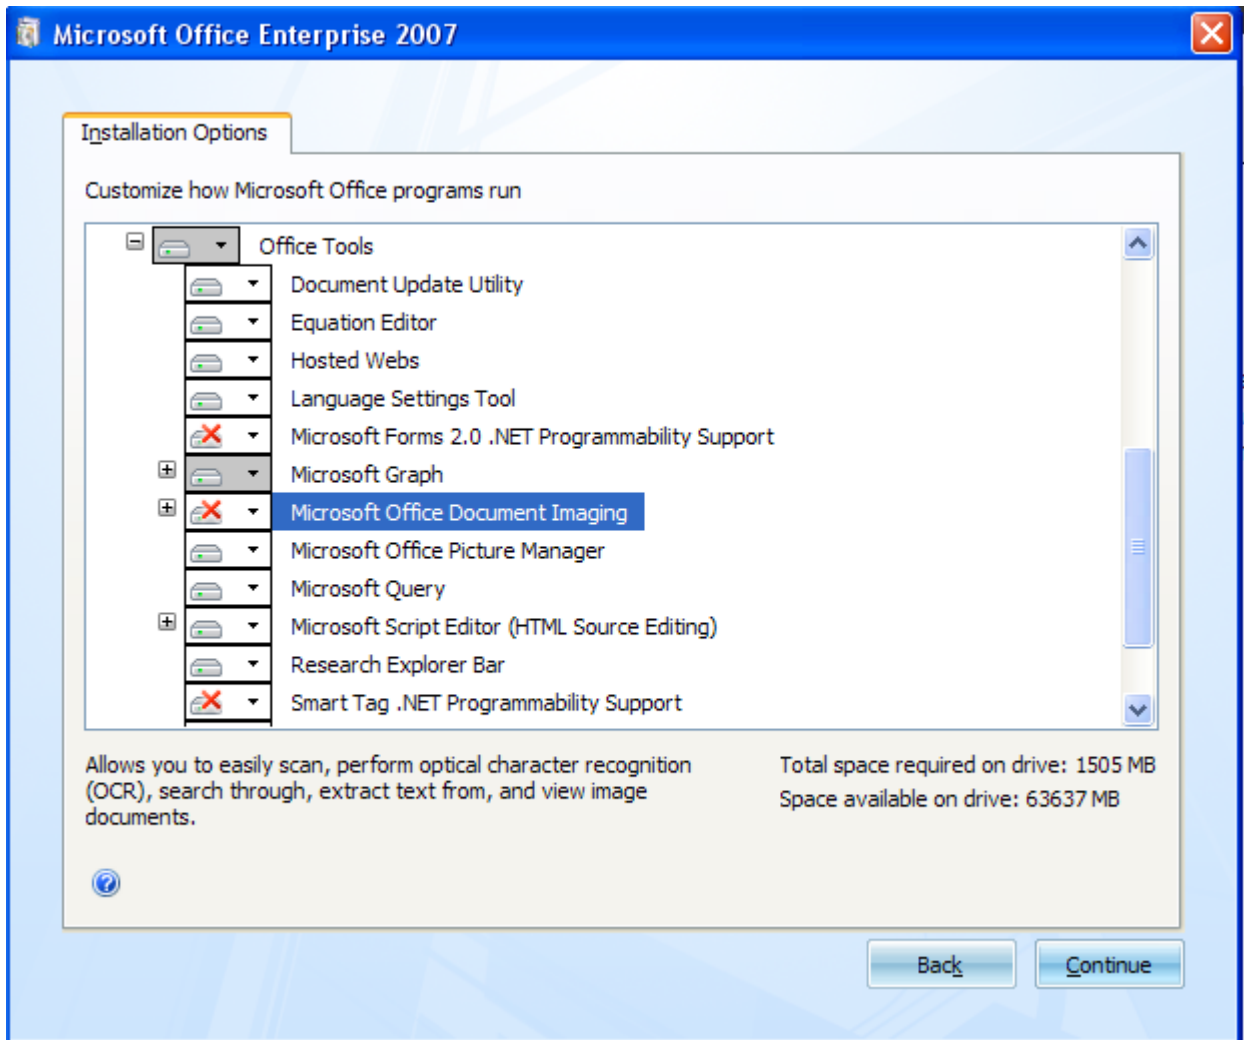 Microsoft Office Enterprise 2007
Installation Options
Customize how Microsoft Office programs run
Office Tools
Document Update Utility
Equation Editor
Hosted Webs
Language Settings Tool
Microsoft Forms 2.0 .NET Programmability Support
Microsoft Graph
Microsoft Office Document Imaging
Microsoft Office Picture Manager
Microsoft Query
Microsoft Script Editor (HTML Source Editing)
Research Explorer Bar
Smart Tag .NET Programmability Support
Allows you to easily scan, perform optical character recognition
(OCR), search through, extract text from, and view image
documents.
Total space required on drive: 1505 MB
Space available on drive: 63637 MB
Back
Continue